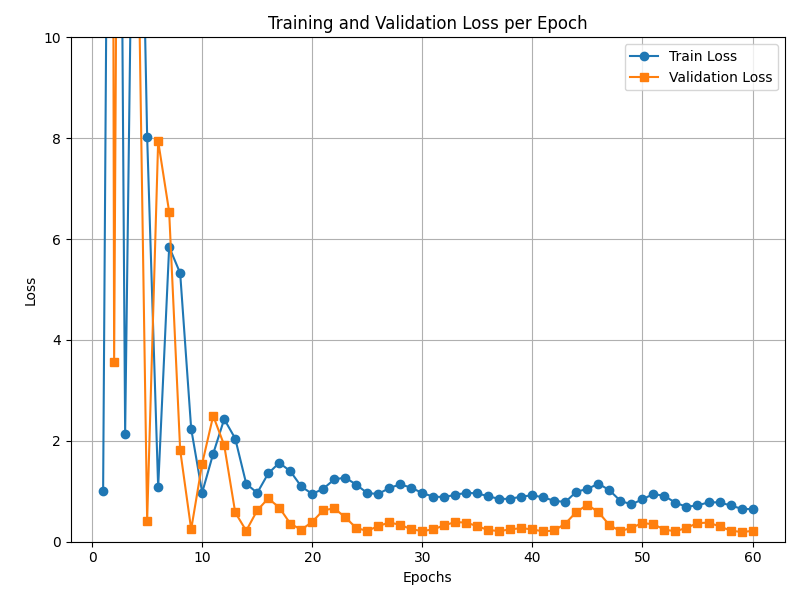 Training and Validation Loss per Epoch
Train Loss
Validation Loss
Loss
10
8
6
4
2
0
0 10 20 30 40 50 60
Epochs